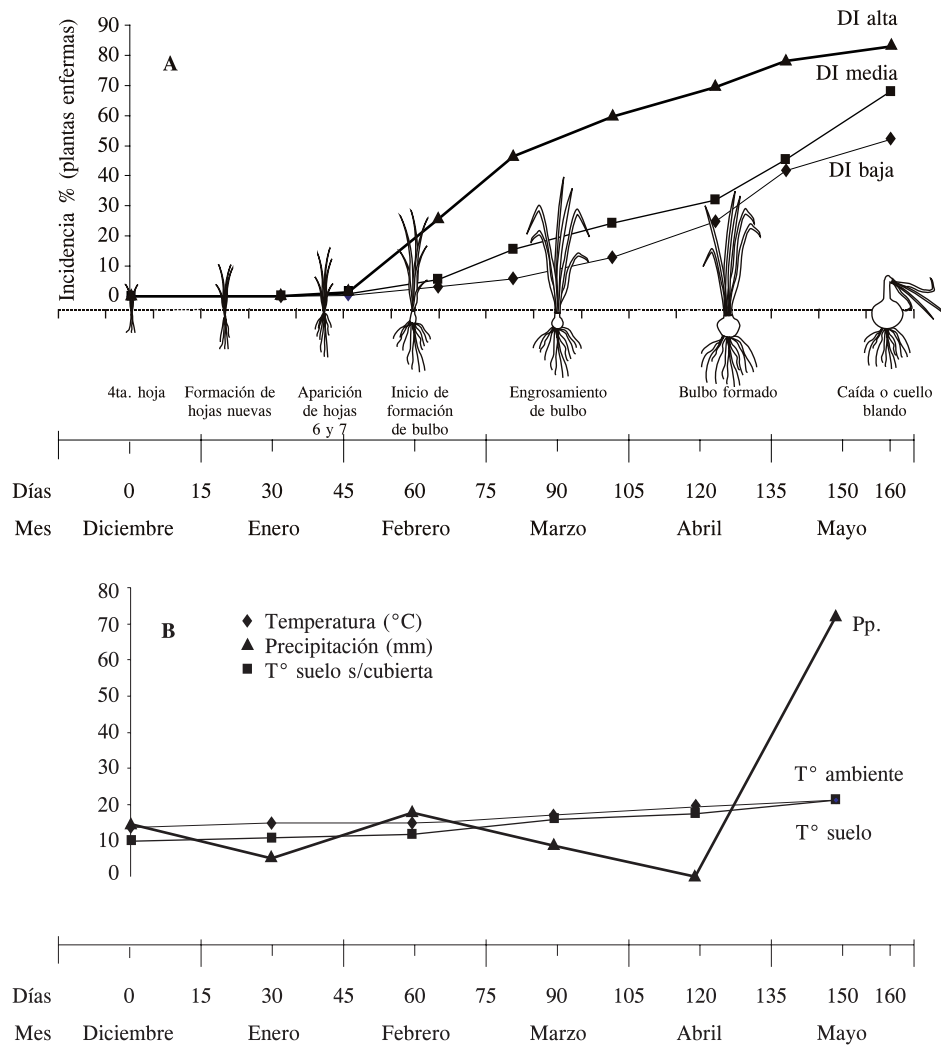 90
80
70
60
50
40
30
20
10
0
Incidencia % (plantas enfermas)
A
DI alta
DI media
DI baja
4ta. hoja
Formación de
hojas nuevas
Aparición
de hojas
6 y 7
Inicio de
formación
de bulbo
Engrosamiento
de bulbo
Bulbo formado
Caída o cuello
blando
Días 0 15 30 45 60 75 90 105 120 135 150 160
Mes Diciembre Enero Febrero Marzo Abril Mayo
80
70
60
50
40
30
20
10
0
B
Temperatura (°C)
Precipitación (mm)
T° suelo s/cubierta
Pp.
T° ambiente
T° suelo
Días 0 15 30 45 60 75 90 105 120 135 150 160
Mes Diciembre Enero Febrero Marzo Abril Mayo